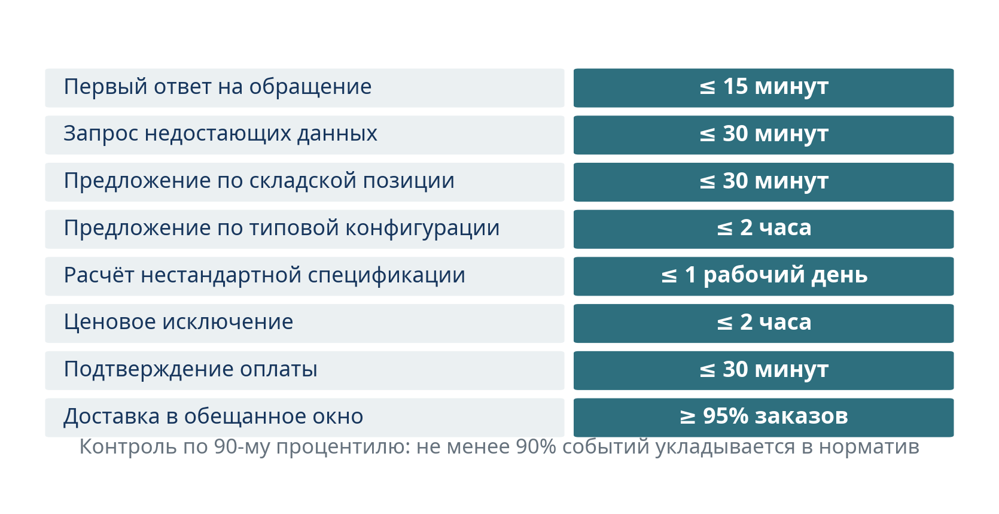 Первый ответ на обращение ≤ 15 минут
Запрос недостающих данных ≤ 30 минут
Предложение по складской позиции ≤ 30 минут
Предложение по типовой конфигурации ≤ 2 часа
Расчёт нестандартной спецификации ≤ 1 рабочий день
Ценовое исключение ≤ 2 часа
Подтверждение оплаты ≤ 30 минут
Доставка в обещанное окно ≥ 95% заказов
Контроль по 90-му процентилю: не менее 90% событий укладывается в норматив